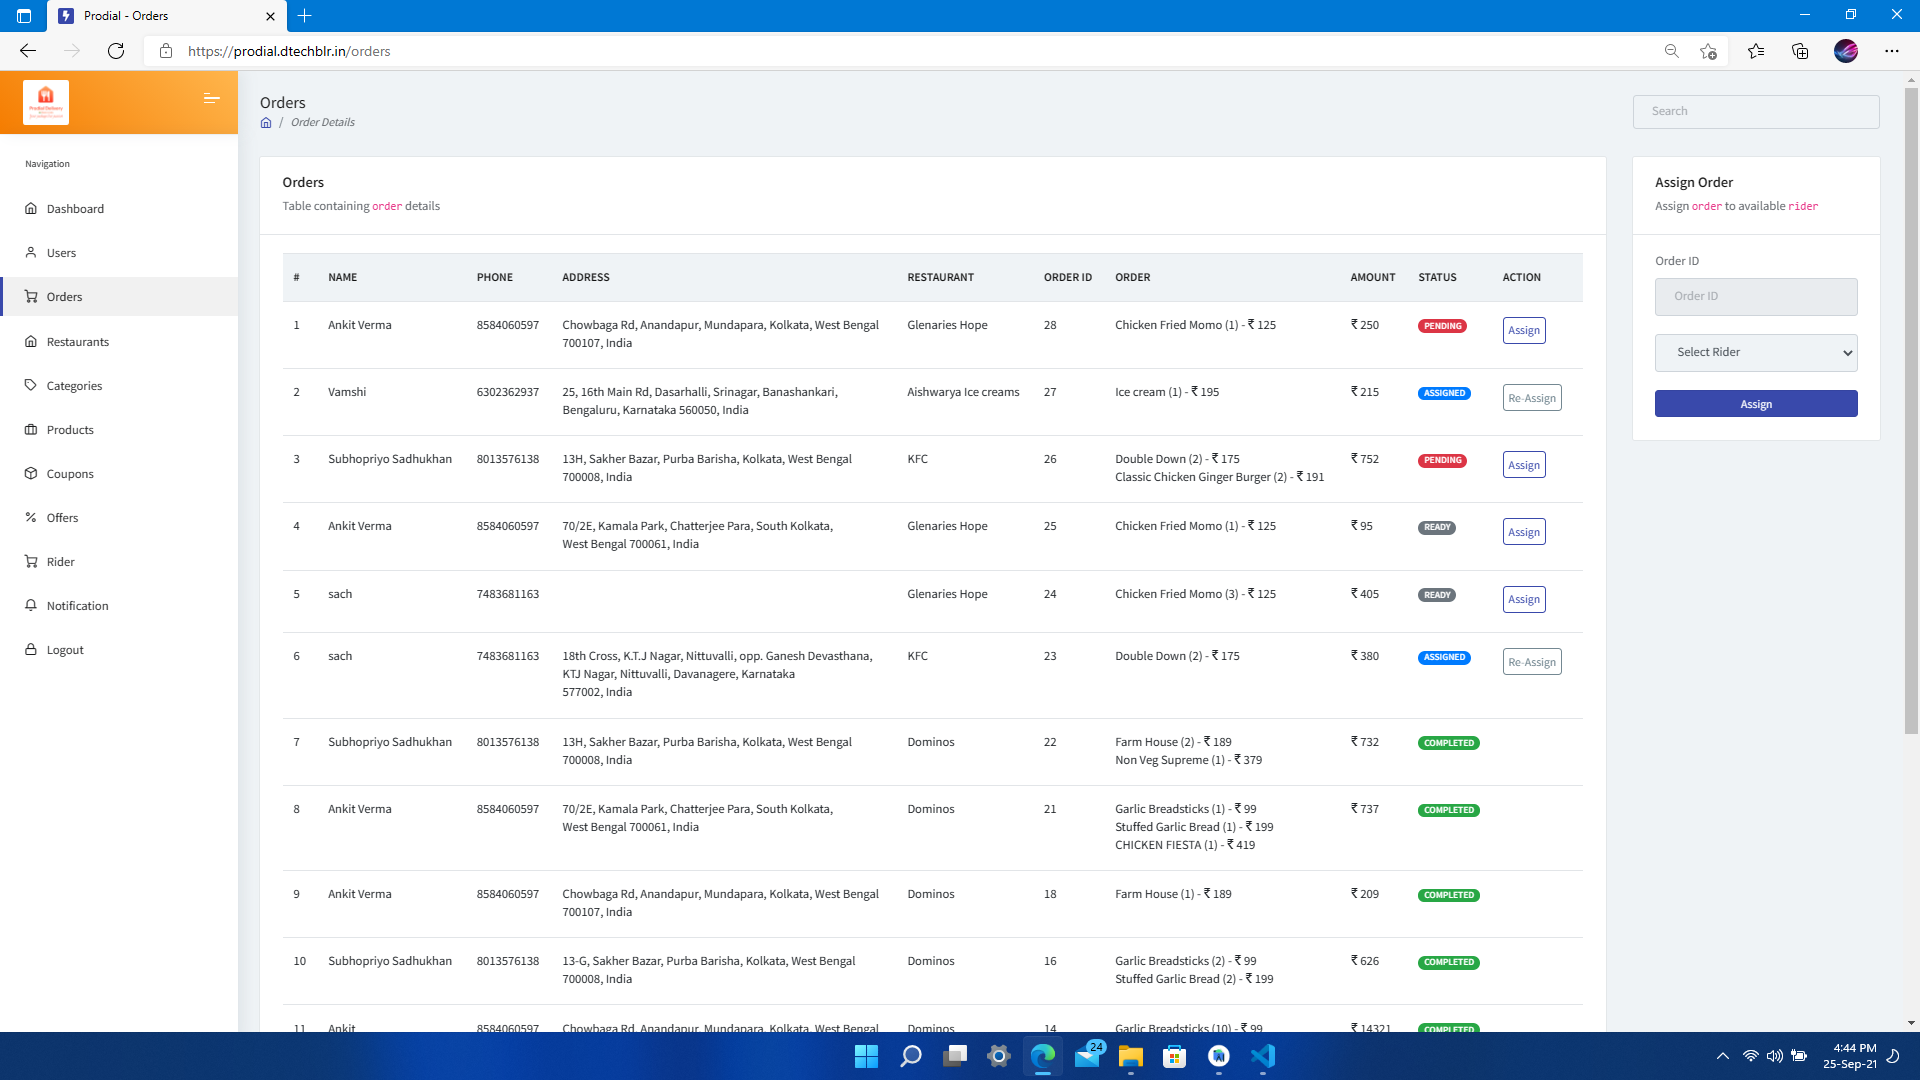 Prodial - Orders
https://prodial.dtechblr.in/orders
Navigation
Dashboard
Users
Orders
Restaurants
Categories
Products
Coupons
Offers
Rider
Notification
Logout
Orders
/ Order Details
Search
Orders
Table containing order details
# NAME PHONE ADDRESS RESTAURANT ORDER ID ORDER AMOUNT STATUS ACTION
1 Ankit Verma 8584060597 Chowbaga Rd, Anandapur, Mundapara, Kolkata, West Bengal Glenaries Hope 28 Chicken Fried Momo (1) - ₹ 125 ₹ 250 PENDING Assign
700107, India
2 Vamshi 6302362937 25, 16th Main Rd, Dasarhalli, Srinagar, Banashankari, Aishwarya Ice creams 27 Ice cream (1) - ₹ 195 ₹ 215 ASSIGNED Re-Assign
Bengaluru, Karnataka 560050, India
3 Subhopriyo Sadhukhan 8013576138 13H, Sakher Bazar, Purba Barisha, Kolkata, West Bengal KFC 26 Double Down (2) - ₹ 175 ₹ 752 PENDING Assign
700008, India Classic Chicken Ginger Burger (2) - ₹ 191
4 Ankit Verma 8584060597 70/2E, Kamala Park, Chatterjee Para, South Kolkata, Glenaries Hope 25 Chicken Fried Momo (1) - ₹ 125 ₹ 95 READY Assign
West Bengal 700061, India
5 sach 7483681163 Glenaries Hope 24 Chicken Fried Momo (3) - ₹ 125 ₹ 405 READY Assign
6 sach 7483681163 18th Cross, K.T.J Nagar, Nittuvalli, opp. Ganesh Devasthana, KFC 23 Double Down (2) - ₹ 175 ₹ 380 ASSIGNED Re-Assign
KTJ Nagar, Nittuvalli, Davanagere, Karnataka
577002, India
7 Subhopriyo Sadhukhan 8013576138 13H, Sakher Bazar, Purba Barisha, Kolkata, West Bengal Dominos 22 Farm House (2) - ₹ 189 ₹ 732 COMPLETED
700008, India Non Veg Supreme (1) - ₹ 379
8 Ankit Verma 8584060597 70/2E, Kamala Park, Chatterjee Para, South Kolkata, Dominos 21 Garlic Breadsticks (1) - ₹ 99 ₹ 737 COMPLETED
West Bengal 700061, India Stuffed Garlic Bread (1) - ₹ 199
CHICKEN FIESTA (1) - ₹ 419
9 Ankit Verma 8584060597 Chowbaga Rd, Anandapur, Mundapara, Kolkata, West Bengal Dominos 18 Farm House (1) - ₹ 189 ₹ 209 COMPLETED
700107, India
10 Subhopriyo Sadhukhan 8013576138 13-G, Sakher Bazar, Purba Barisha, Kolkata, West Bengal Dominos 16 Garlic Breadsticks (2) - ₹ 99 ₹ 626 COMPLETED
700008, India Stuffed Garlic Bread (2) - ₹ 199
11 Ankit 8584060597 Chowbaga Rd, Anandapur, Mundapara, Kolkata, West Bengal Dominos 14 Garlic Breadsticks (10) - ₹ 99 ₹ 14321 COMPLETED
Assign Order
Assign order to available rider
Order ID
Order ID
Select Rider
Assign
24
4:44 PM
25-Sep-21